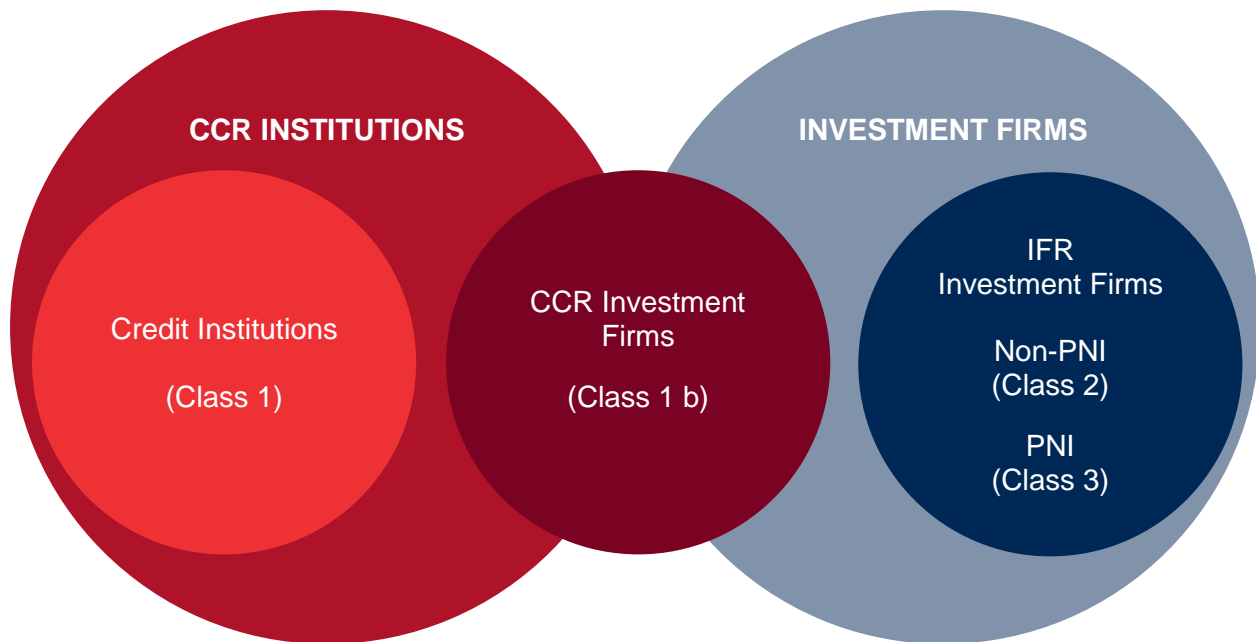 CCR INSTITUTIONS
INVESTMENT FIRMS
Credit Institutions
(Class 1)
CCR Investment
Firms
(Class 1 b)
IFR
Investment Firms
Non-PNI
(Class 2)
PNI
(Class 3)